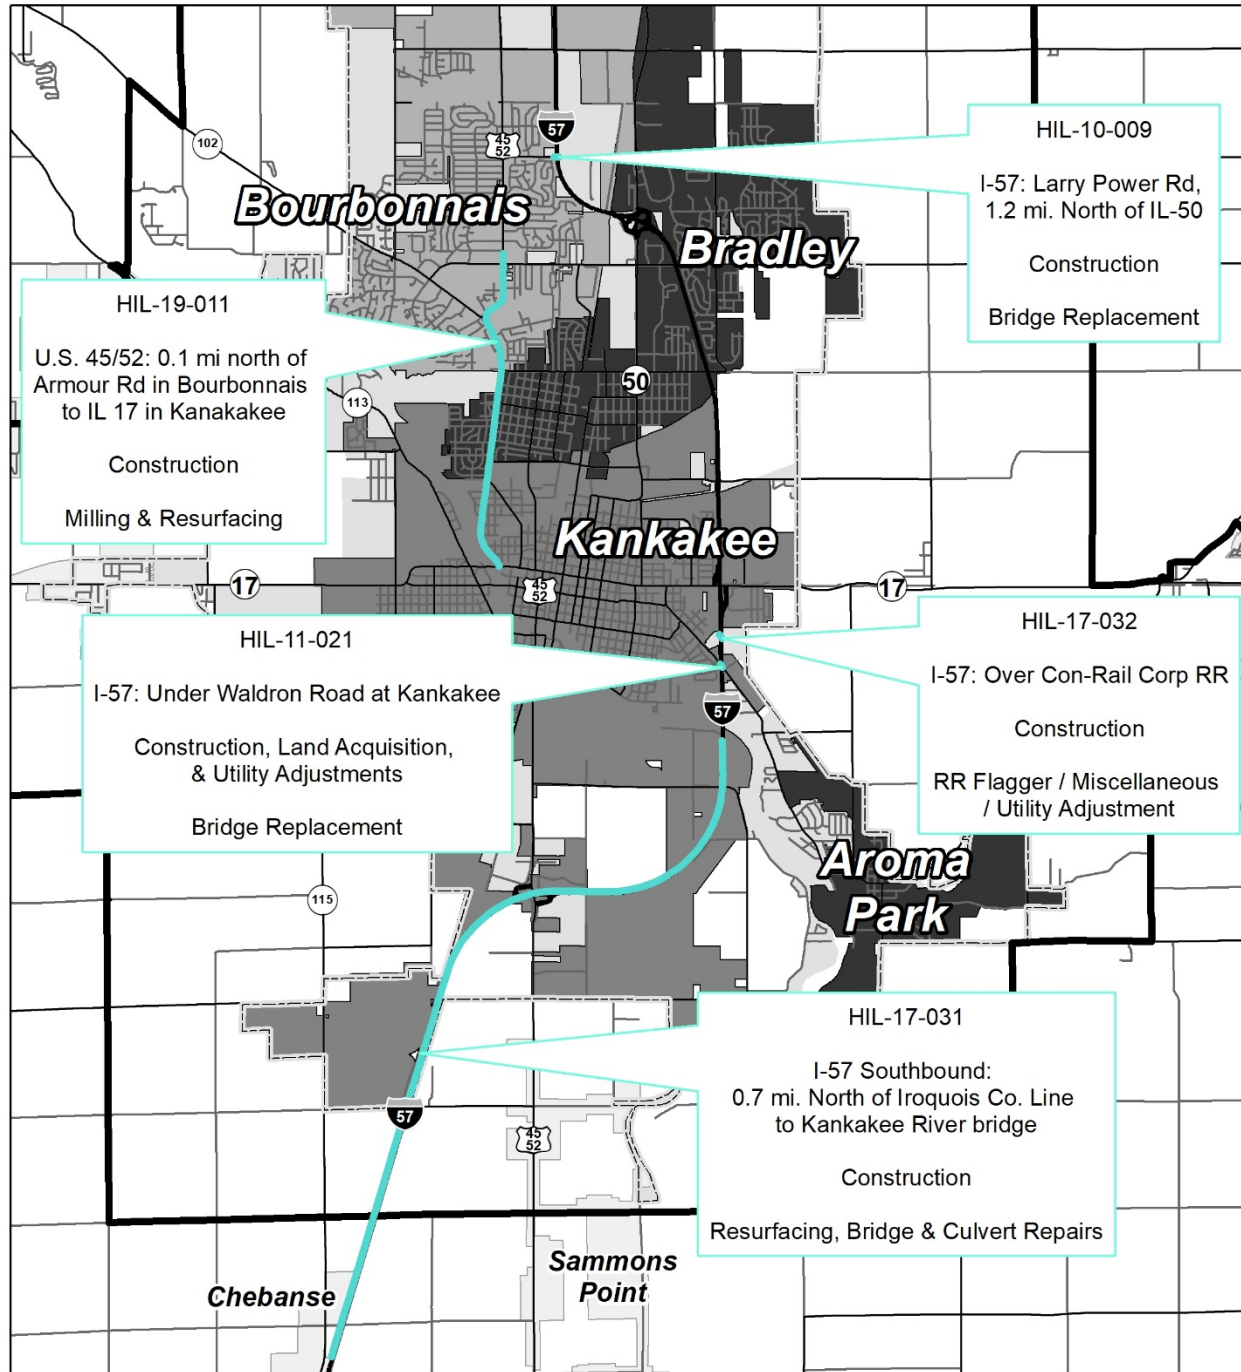 57
45
52
102
Bourbonnais
Bradley
HIL-10-009
I-57: Larry Power Rd,
1.2 mi. North of IL-50
Construction
Bridge Replacement
HIL-19-011
U.S. 45/52: 0.1 mi north of
Armour Rd in Bourbonnais
to IL 17 in Kanakakee
Construction
Milling & Resurfacing
50
113
Kankakee
17
45
52
17
HIL-11-021
I-57: Under Waldron Road at Kankakee
Construction, Land Acquisition,
& Utility Adjustments
Bridge Replacement
HIL-17-032
I-57: Over Con-Rail Corp RR
Construction
RR Flagger / Miscellaneous
/ Utility Adjustment
57
Aroma
Park
115
HIL-17-031
I-57 Southbound:
0.7 mi. North of Iroquois Co. Line
to Kankakee River bridge
Construction
Resurfacing, Bridge & Culvert Repairs
57
45
52
Sammons
Point
Chebanse